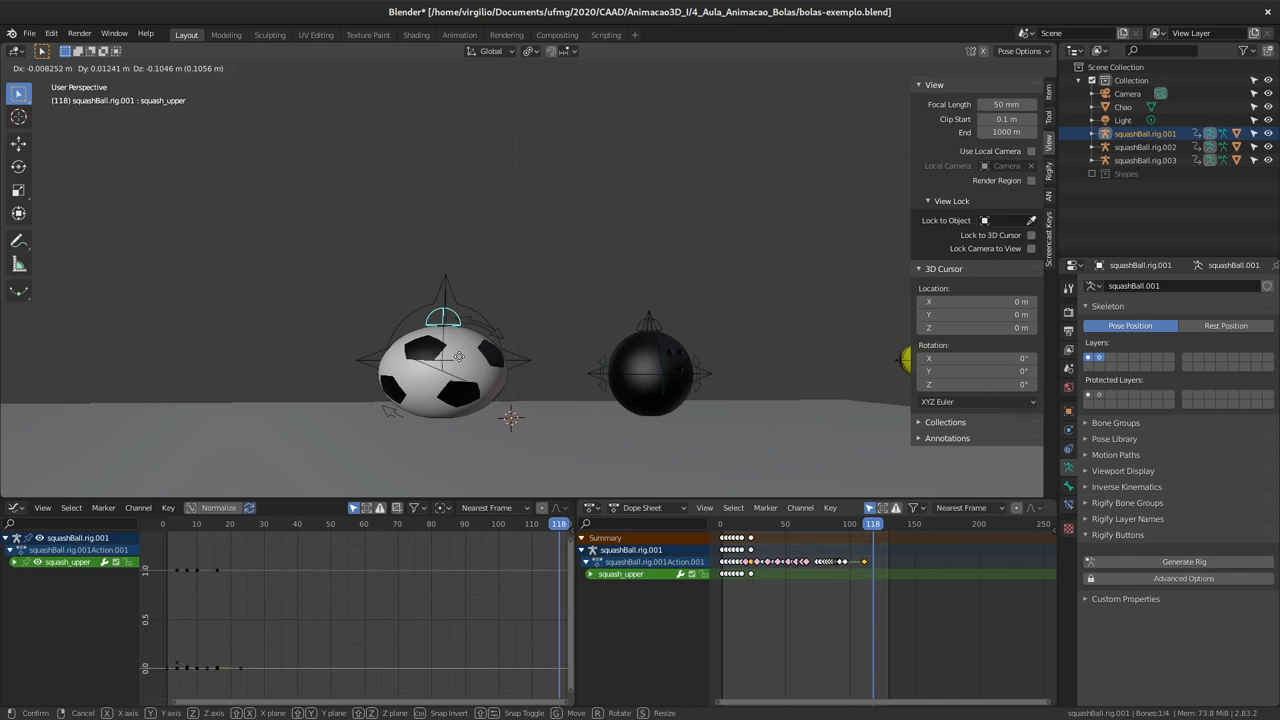 Blender* [/home/virgilio/Documents/ufmg/2020/CAAD/Animacao3D_I/4_Aula_Animacao_Bolas/bolas-exemplo.blend]
File Edit Render Window Help Layout Modeling Sculpting UV Editing Texture Paint Shading Animation Rendering Compositing Scripting + Scene View Layer
Global Pose Options
Dx: -0.008252 m Dy: 0.01241 m Dz: -0.1046 m (0.1056 m)
User Perspective
(118) squashBall.rig.001 : squash_upper
View
Focal Length 50 mm
Clip Start 0.1 m
End 1000 m
Use Local Camera
Local Camera Camera
Render Region
View Lock
Lock to Object
Lock to 3D Cursor
Lock Camera to View
3D Cursor
Location:
X 0 m
Y 0 m
Z 0 m
Rotation:
X 0°
Y 0°
Z 0°
XYZ Euler
Collections
Annotations
Item
Tool
View
Rigify
AN
Screencast Keys
Scene Collection
Collection
Camera
Chao
Light
squashBall.rig.001
squashBall.rig.002
squashBall.rig.003
Shapes
squashBall.rig.001 squashBall.001
squashBall.001
Skeleton
Pose Position Rest Position
Layers:
Protected Layers:
Bone Groups
Pose Library
Motion Paths
Viewport Display
Inverse Kinematics
Rigify Bone Groups
Rigify Layer Names
Rigify Buttons
Generate Rig
Advanced Options
Custom Properties
View Select Marker Channel Key Normalize Nearest Frame
0 10 20 30 40 50 60 70 80 90 100 110 118
squashBall.rig.001
squashBall.rig.001Action.001
squash_upper
1.0
0.5
0.0
Dope Sheet View Select Marker Channel Key Nearest Frame
0 50 100 118 150 200 250
Summary
squashBall.rig.001
squashBall.rig.001Action.001
squash_upper
Confirm Cancel X X axis Y Y axis Z Z axis X X plane Y Y plane Z Z plane Snap Invert Snap Toggle G Move R Rotate S Resize squashBall.rig.001 | Bones:1/4 | Mem: 73.8 MiB | 2.83.2